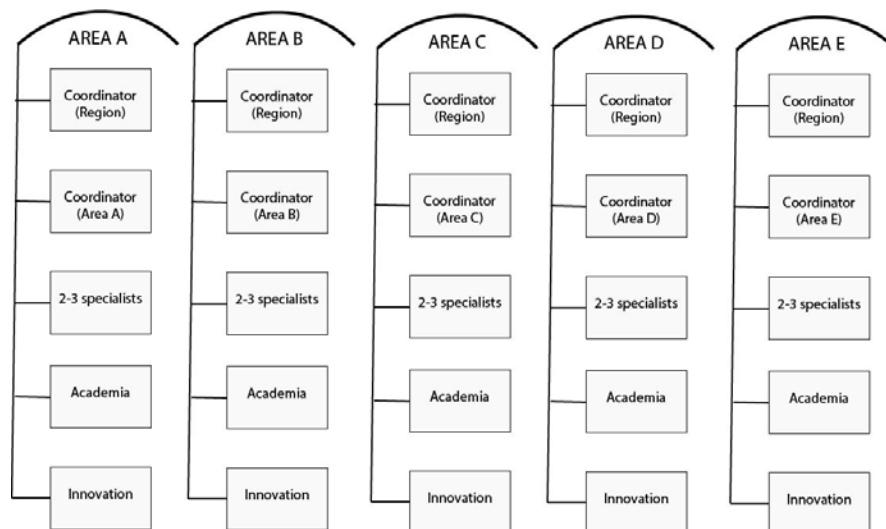 AREA A
Coordinator
(Region)
Coordinator
(Area A)
2-3 specialists
Academia
Innovation
AREA B
Coordinator
(Region)
Coordinator
(Area B)
2-3 specialists
Academia
Innovation
AREA C
Coordinator
(Region)
Coordinator
(Area C)
2-3 specialists
Academia
Innovation
AREA D
Coordinator
(Region)
Coordinator
(Area D)
2-3 specialists
Academia
Innovation
AREA E
Coordinator
(Region)
Coordinator
(Area E)
2-3 specialists
Academia
Innovation